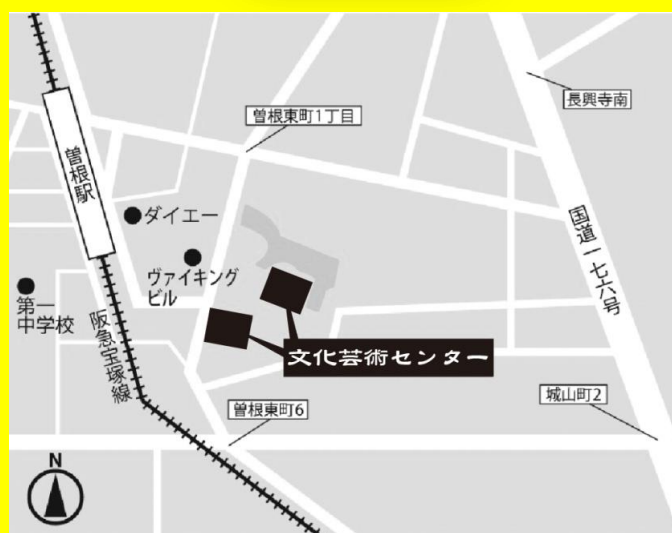 長興寺南
曽根東町1丁目
曽根駅
ダイエー
国道一七六号
ヴァイキング
ビル
第一
中学校
阪急宝塚線
文化芸術センター
城山町2
曽根東町6
N